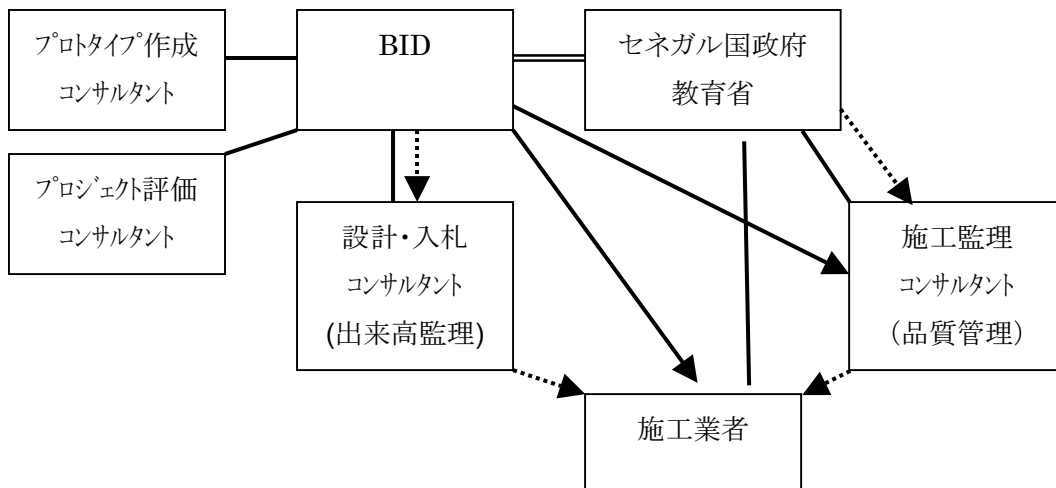 ﾌﾟﾛﾄﾀｲﾌﾟ作成
ｺﾝｻﾙﾀﾝﾄ
BID
セネガル国政府
教育省
ﾌﾟﾛｼﾞｪｸﾄ評価
ｺﾝｻﾙﾀﾝﾄ
設計・入札
ｺﾝｻﾙﾀﾝﾄ
(出来高監理)
施工監理
ｺﾝｻﾙﾀﾝﾄ
（品質管理）
施工業者